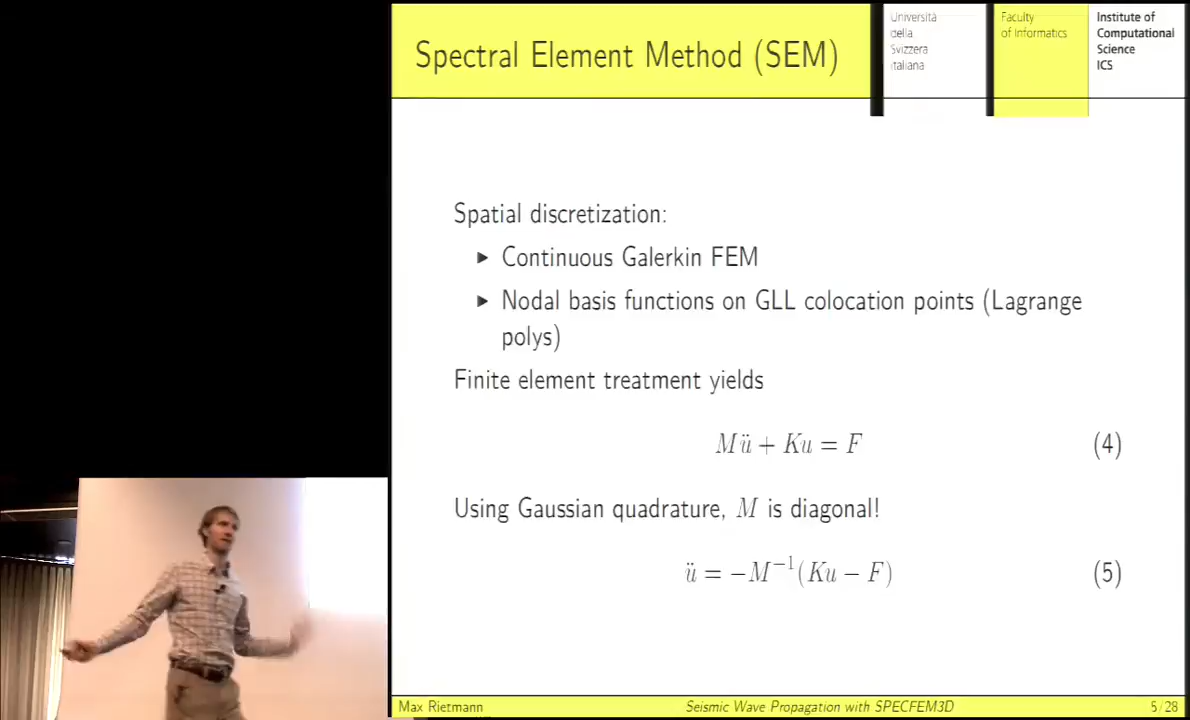 Spectral Element Method (SEM)
Università
della
Svizzera
italiana
Faculty
of Informatics
Institute of
Computational
Science
ICS
Spatial discretization:
▶ Continuous Galerkin FEM
▶ Nodal basis functions on GLL colocation points (Lagrange
polys)
Finite element treatment yields
Mü + Ku = F (4)
Using Gaussian quadrature, M is diagonal!
ü = −M⁻¹(Ku − F) (5)
Max Rietmann Seismic Wave Propagation with SPECFEM3D 5/28